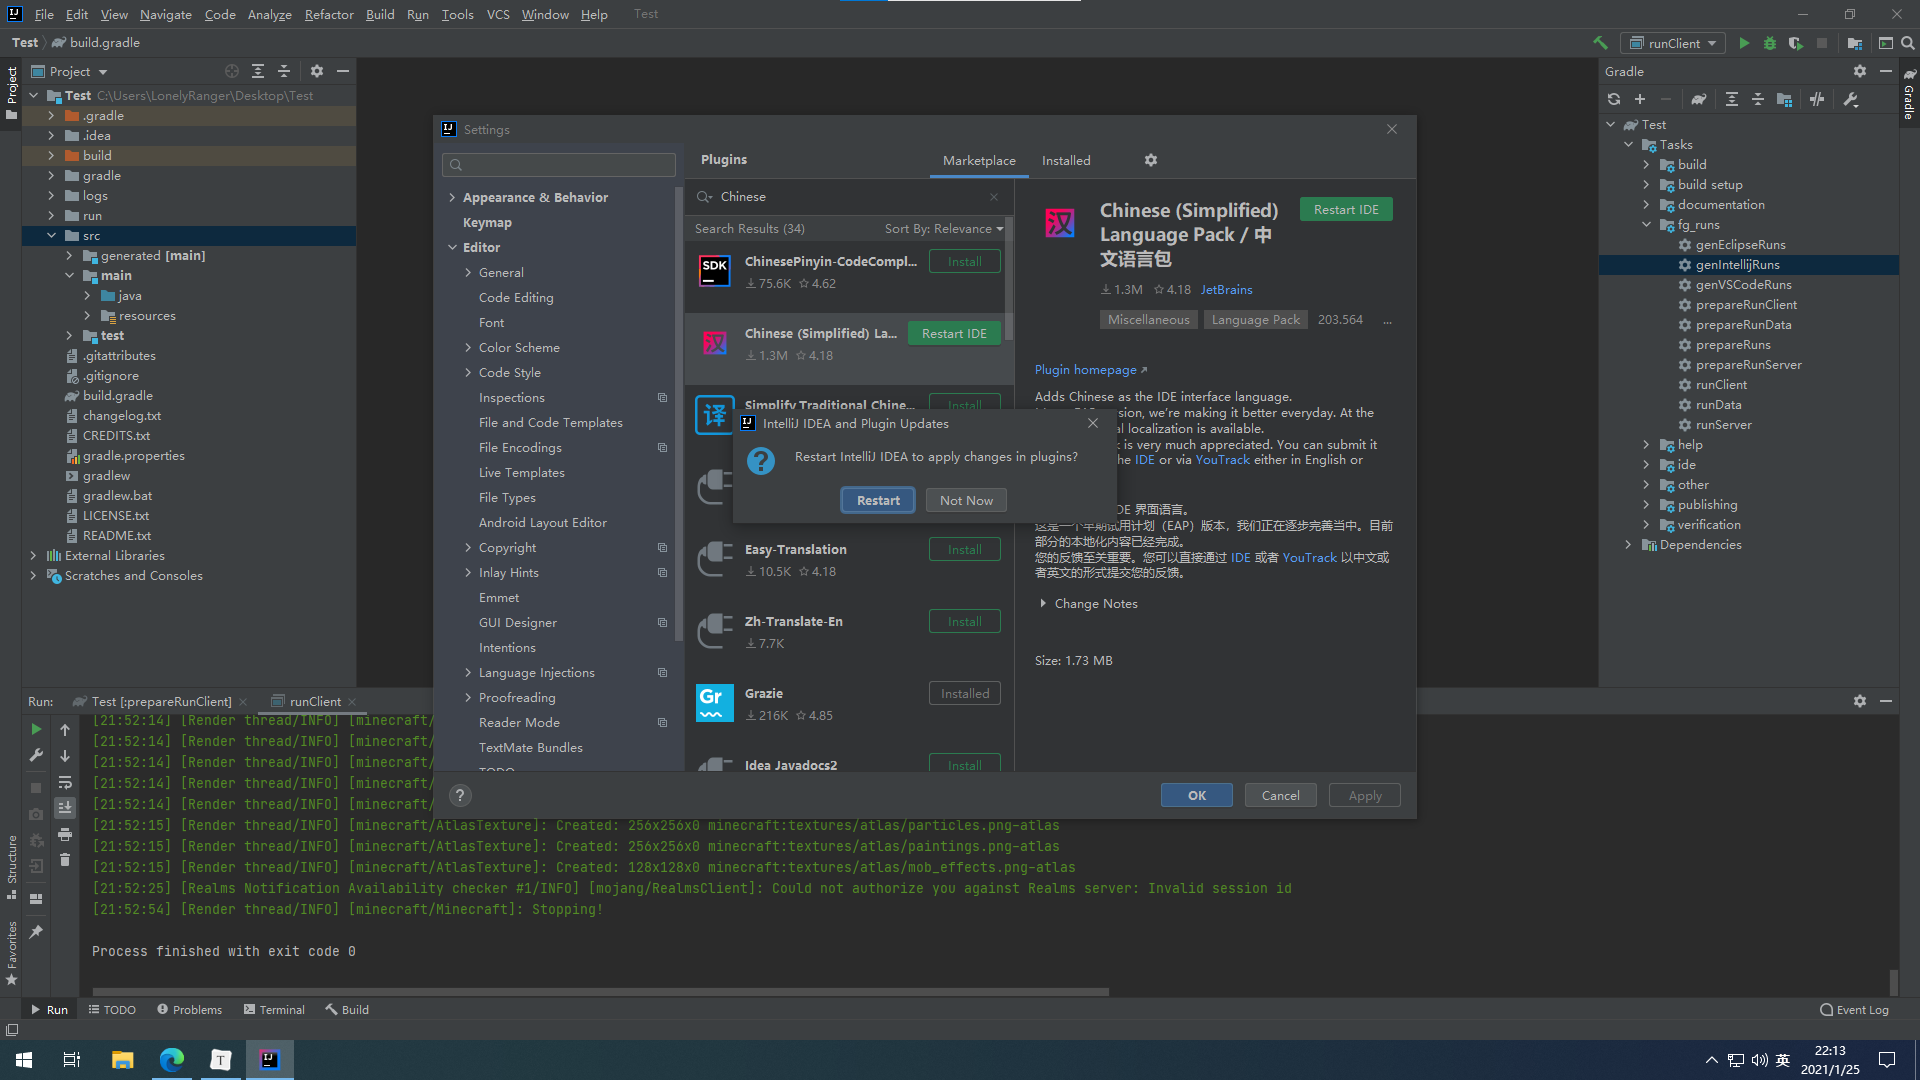 File Edit View Navigate Code Analyze Refactor Build Run Tools VCS Window Help Test
Test build.gradle
runClient
Project
Project
Test C:\Users\LonelyRanger\Desktop\Test
.gradle
.idea
build
gradle
logs
run
src
generated [main]
main
java
resources
test
.gitattributes
.gitignore
build.gradle
changelog.txt
CREDITS.txt
gradle.properties
gradlew
gradlew.bat
LICENSE.txt
README.txt
External Libraries
Scratches and Consoles
Settings
Appearance & Behavior
Keymap
Editor
General
Code Editing
Font
Color Scheme
Code Style
Inspections
File and Code Templates
File Encodings
Live Templates
File Types
Android Layout Editor
Copyright
Inlay Hints
Emmet
GUI Designer
Intentions
Language Injections
Proofreading
Reader Mode
TextMate Bundles
TODO
Plugins
Marketplace Installed
Chinese
Search Results (34) Sort By: Relevance
SDK
ChinesePinyin-CodeCompl... Install
75.6K 4.62
汉
Chinese (Simplified) La... Restart IDE
1.3M 4.18
译
Simplify Traditional Chine... Install
Easy-Translation Install
10.5K 4.18
Zh-Translate-En Install
7.7K
Gr
Grazie Installed
216K 4.85
Idea Javadocs2 Install
汉
Chinese (Simplified)
Language Pack / 中
文语言包
Restart IDE
1.3M 4.18 JetBrains
Miscellaneous Language Pack 203.564 ...
Plugin homepage
Adds Chinese as the IDE interface language.
sion, we're making it better everyday. At the
al localization is available.
k is very much appreciated. You can submit it
he IDE or via YouTrack either in English or
DE 界面语言。
这是一个早期试用计划（EAP）版本，我们正在逐步完善当中。目前
部分的本地化内容已经完成。
您的反馈至关重要。您可以直接通过 IDE 或者 YouTrack 以中文或
者英文的形式提交您的反馈。
Change Notes
Size: 1.73 MB
IntelliJ IDEA and Plugin Updates
Restart IntelliJ IDEA to apply changes in plugins?
Restart Not Now
? OK Cancel Apply
Gradle
Gradle
Test
Tasks
build
build setup
documentation
fg_runs
genEclipseRuns
genIntellijRuns
genVSCodeRuns
prepareRunClient
prepareRunData
prepareRuns
prepareRunServer
runClient
runData
runServer
help
ide
other
publishing
verification
Dependencies
Run: Test [:prepareRunClient] runClient
[21:52:14] [Render thread/INFO] [minecraft/
[21:52:14] [Render thread/INFO] [minecraft/
[21:52:14] [Render thread/INFO] [minecraft/
[21:52:14] [Render thread/INFO] [minecraft/
[21:52:14] [Render thread/INFO] [minecraft/
[21:52:15] [Render thread/INFO] [minecraft/AtlasTexture]: Created: 256x256x0 minecraft:textures/atlas/particles.png-atlas
[21:52:15] [Render thread/INFO] [minecraft/AtlasTexture]: Created: 256x256x0 minecraft:textures/atlas/paintings.png-atlas
[21:52:15] [Render thread/INFO] [minecraft/AtlasTexture]: Created: 128x128x0 minecraft:textures/atlas/mob_effects.png-atlas
[21:52:25] [Realms Notification Availability checker #1/INFO] [mojang/RealmsClient]: Could not authorize you against Realms server: Invalid session id
[21:52:54] [Render thread/INFO] [minecraft/Minecraft]: Stopping!
Process finished with exit code 0
Structure
Favorites
Run TODO Problems Terminal Build Event Log
英
22:13
2021/1/25